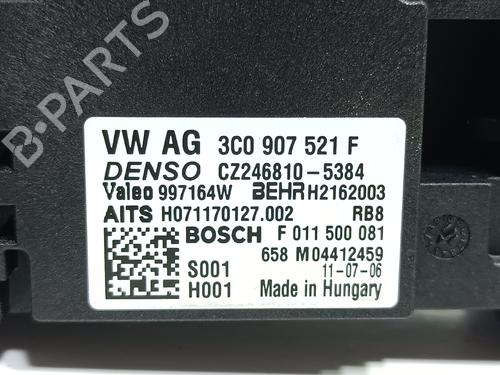 VW AG 3C0 907 521 F
DENSO CZ246810-5384
Valeo 997164W BEHR H2162003
AITS H071170127.002 RB8
BOSCH F 011 500 081
658 M04412459
S001 11-07-06
H001 Made in Hungary
B-PARTS